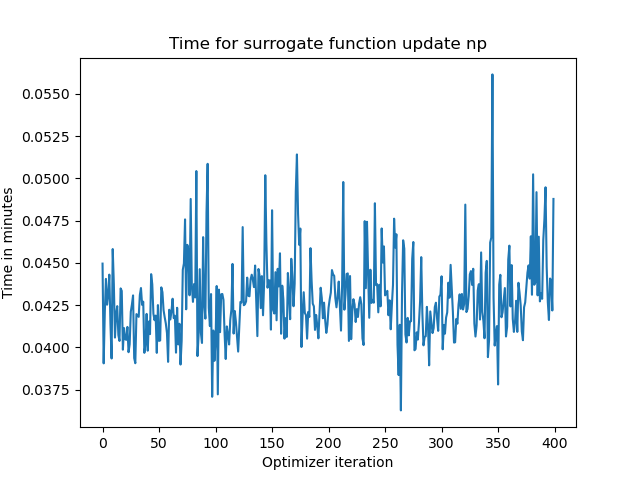 Time for surrogate function update np
Time in minutes
0.0550
0.0525
0.0500
0.0475
0.0450
0.0425
0.0400
0.0375
0 50 100 150 200 250 300 350 400
Optimizer iteration